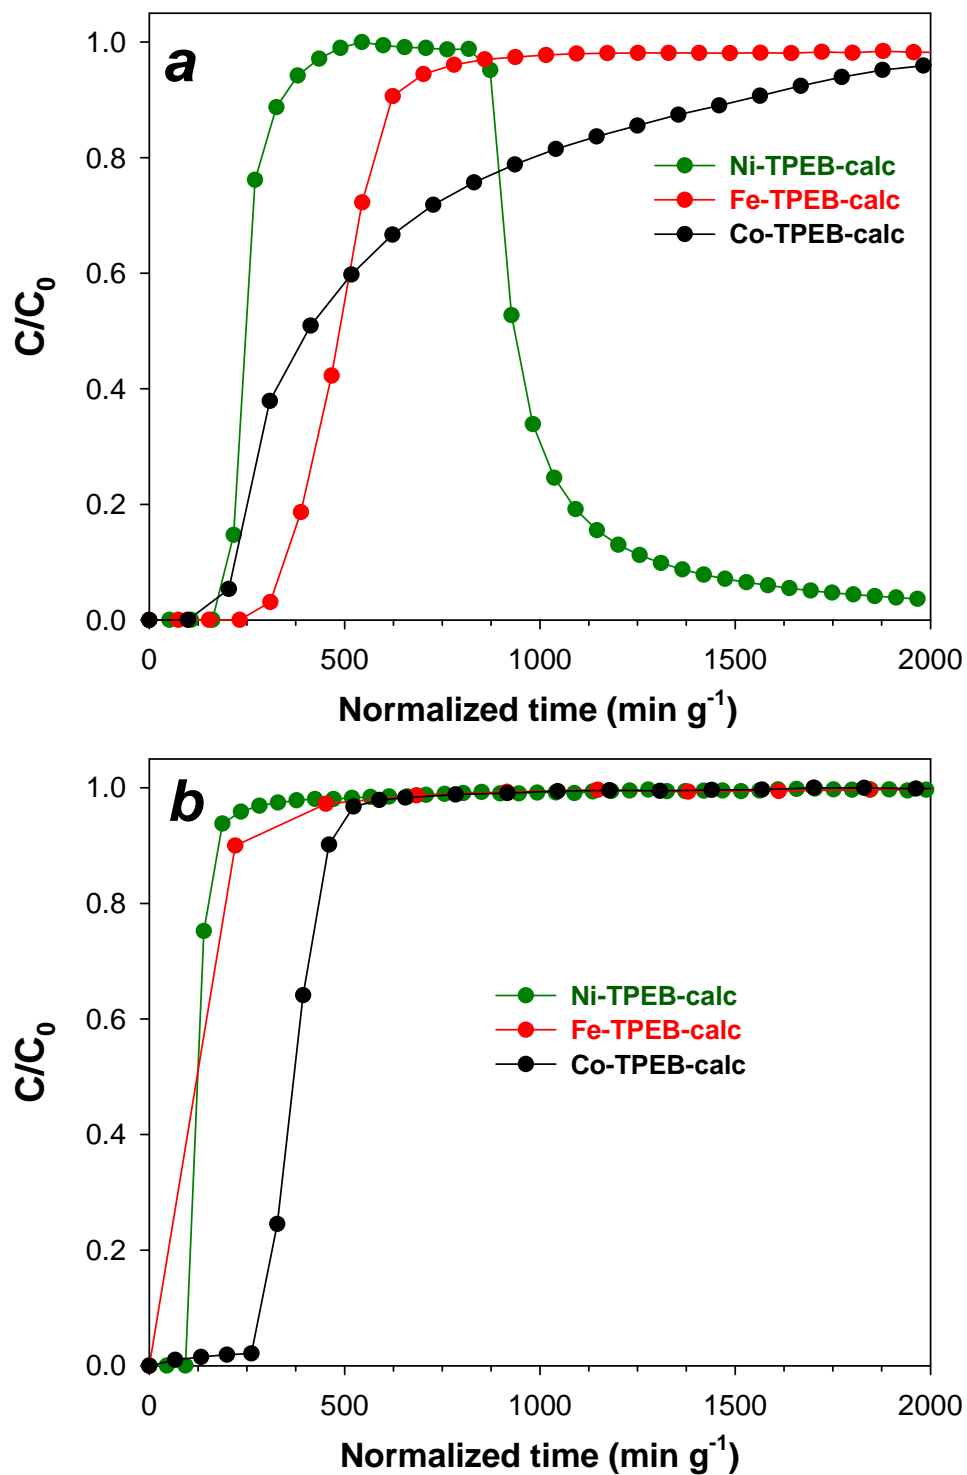 a
1.0
0.8
0.6
0.4
0.2
0.0
C/C0
Ni-TPEB-calc
Fe-TPEB-calc
Co-TPEB-calc
0 500 1000 1500 2000
Normalized time (min g-1)
b
1.0
0.8
0.6
0.4
0.2
0.0
C/C0
Ni-TPEB-calc
Fe-TPEB-calc
Co-TPEB-calc
0 500 1000 1500 2000
Normalized time (min g-1)